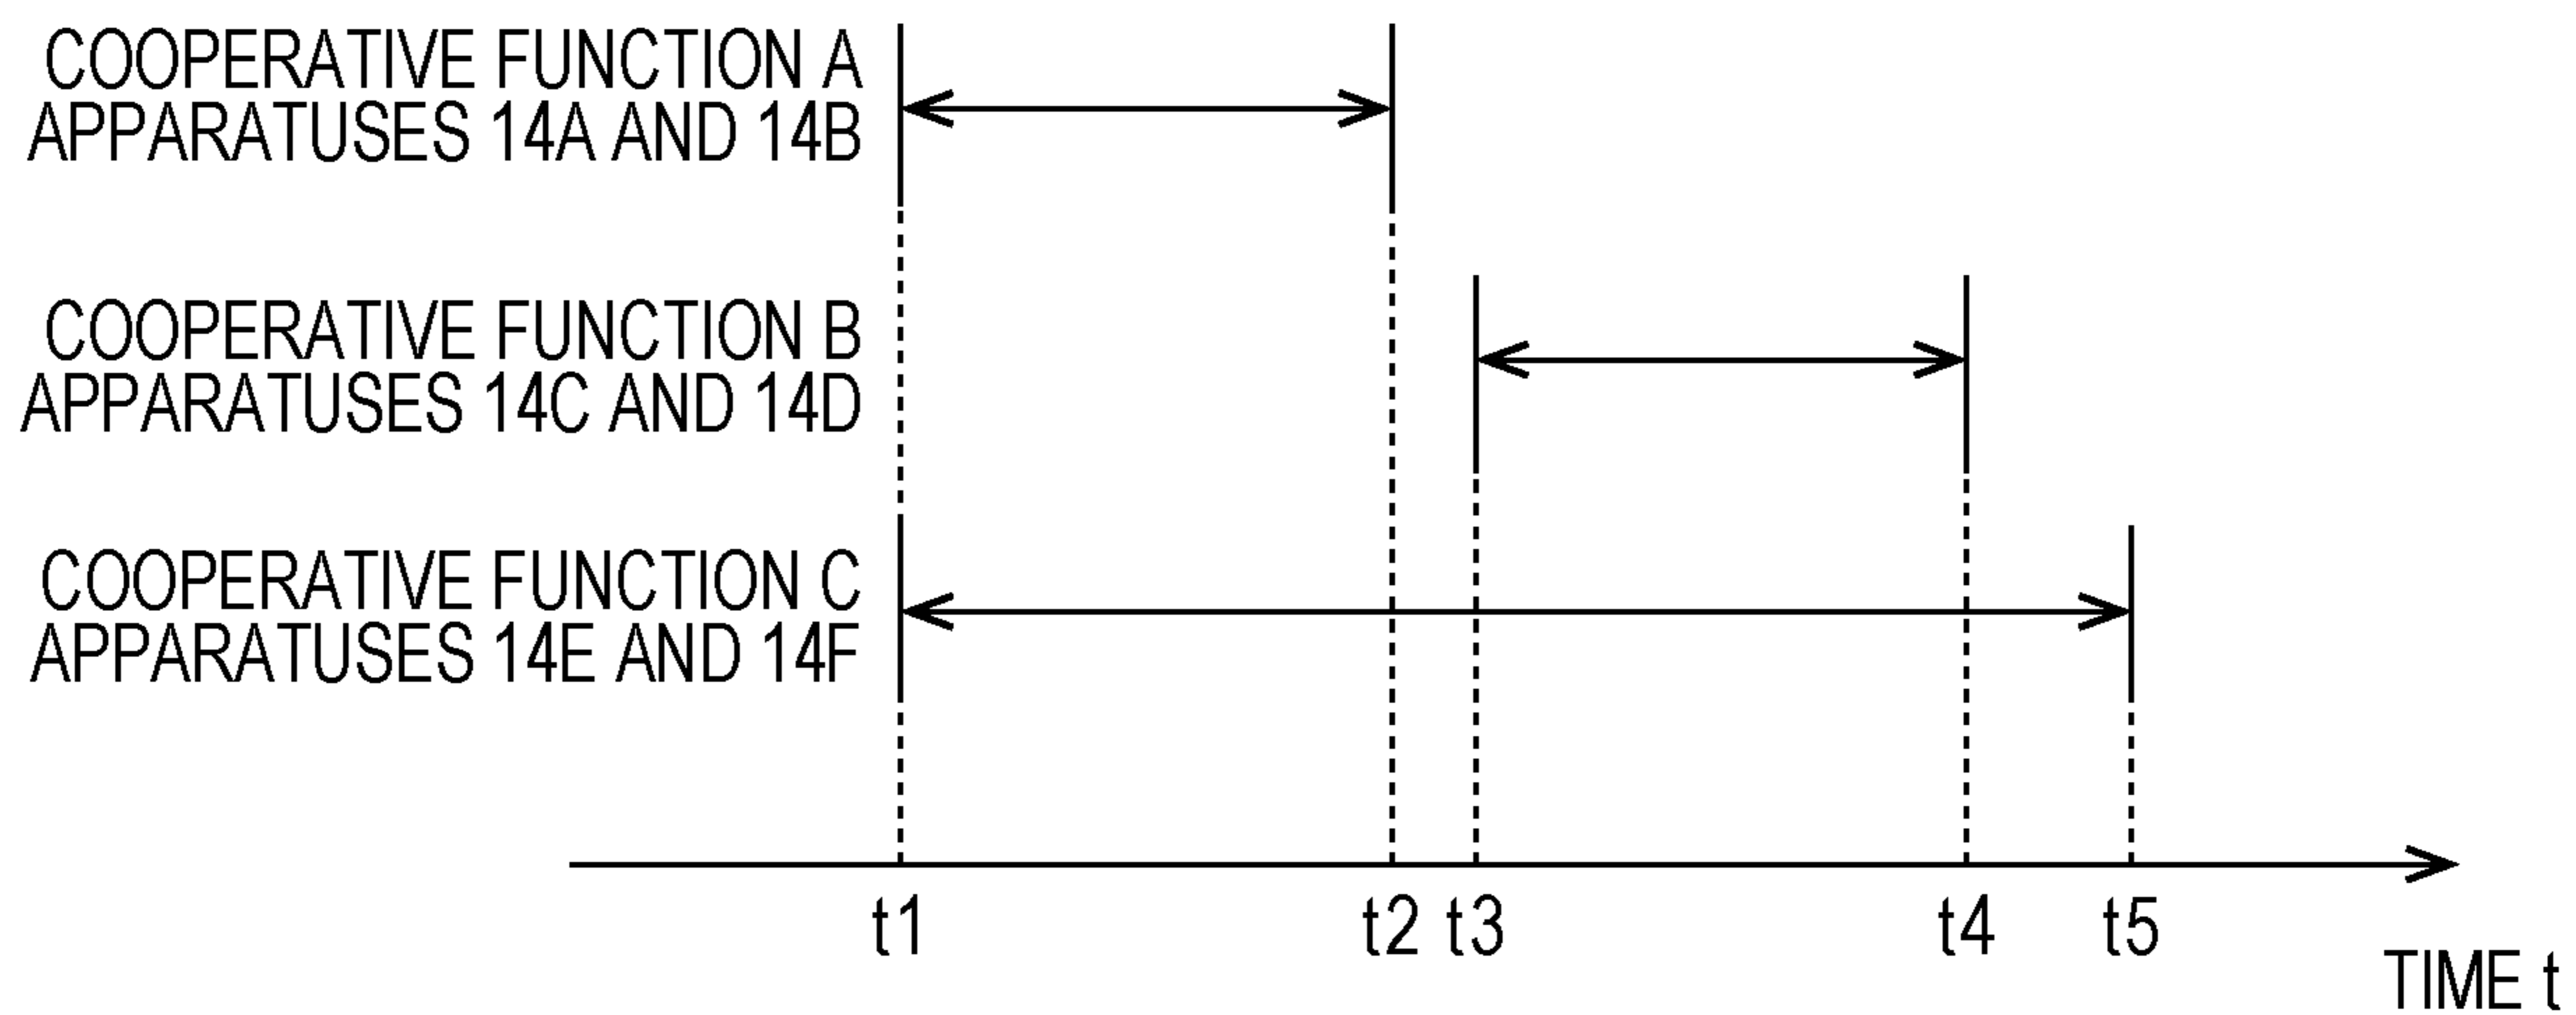 COOPERATIVE FUNCTION A
APPARATUSES 14A AND 14B
COOPERATIVE FUNCTION B
APPARATUSES 14C AND 14D
COOPERATIVE FUNCTION C
APPARATUSES 14E AND 14F
t1 t2 t3 t4 t5
TIME t